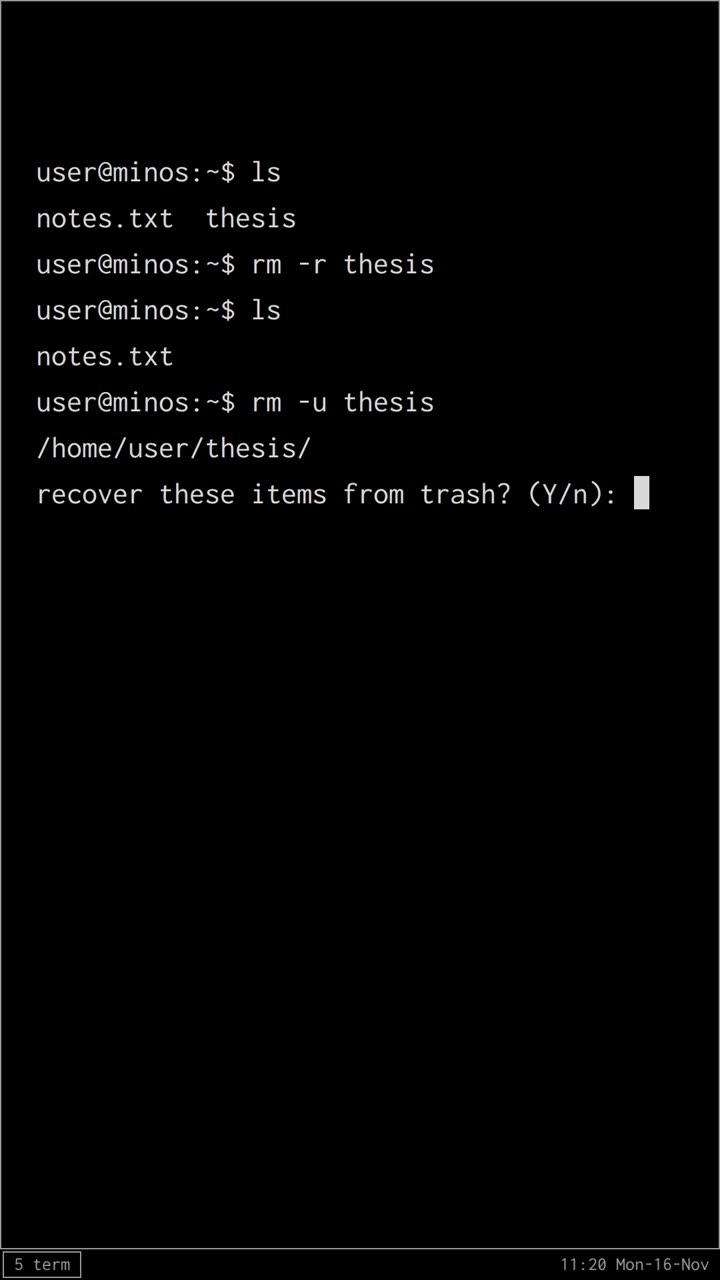 user@minos:~$ ls
notes.txt  thesis
user@minos:~$ rm -r thesis
user@minos:~$ ls
notes.txt
user@minos:~$ rm -u thesis
/home/user/thesis/
recover these items from trash? (Y/n):
5 term
11:20 Mon-16-Nov